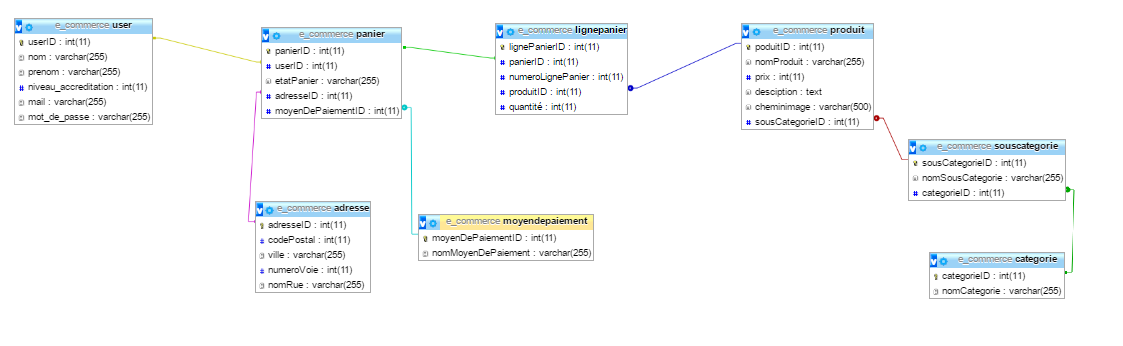 e_commerce user
userID : int(11)
nom : varchar(255)
prenom : varchar(255)
niveau_accreditation : int(11)
mail : varchar(255)
mot_de_passe : varchar(255)
e_commerce panier
panierID : int(11)
userID : int(11)
etatPanier : varchar(255)
adresseID : int(11)
moyenDePaiementID : int(11)
e_commerce lignepanier
lignePanierID : int(11)
panierID : int(11)
numeroLignePanier : int(11)
produitID : int(11)
quantité : int(11)
e_commerce produit
poduitID : int(11)
nomProduit : varchar(255)
prix : int(11)
desciption : text
cheminimage : varchar(500)
sousCategorieID : int(11)
e_commerce souscategorie
sousCategorieID : int(11)
nomSousCategorie : varchar(255)
categorieID : int(11)
e_commerce adresse
adresseID : int(11)
codePostal : int(11)
ville : varchar(255)
numeroVoie : int(11)
nomRue : varchar(255)
e_commerce moyendepaiement
moyenDePaiementID : int(11)
nomMoyenDePaiement : varchar(255)
e_commerce categorie
categorieID : int(11)
nomCategorie : varchar(255)